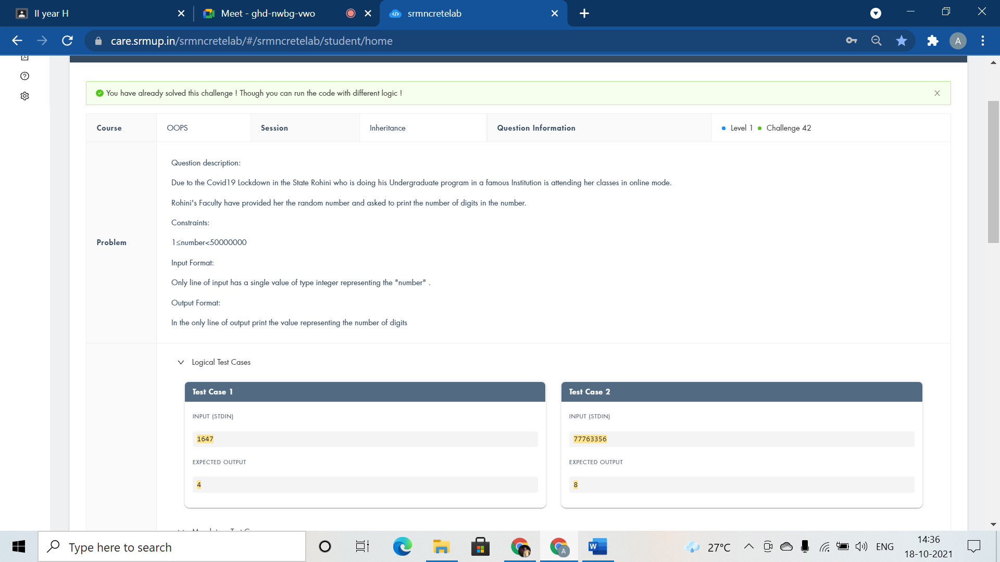 II year H
Meet - ghd-nwbg-vwo
srmncretelab
care.srmup.in/srmncretelab/#/srmncretelab/student/home
A
You have already solved this challenge ! Though you can run the code with different logic !
Course OOPS Session Inheritance Question Information Level 1 Challenge 42
Problem
Question description:
Due to the Covid19 Lockdown in the State Rohini who is doing his Undergraduate program in a famous Institution is attending her classes in online mode.
Rohini's Faculty have provided her the random number and asked to print the number of digits in the number.
Constraints:
1≤number<50000000
Input Format:
Only line of input has a single value of type integer representing the "number" .
Output Format:
In the only line of output print the value representing the number of digits
Logical Test Cases
Test Case 1
INPUT (STDIN)
1647
EXPECTED OUTPUT
4
Test Case 2
INPUT (STDIN)
77763356
EXPECTED OUTPUT
8
Type here to search
A
W
27°C
ENG
14:36
18-10-2021